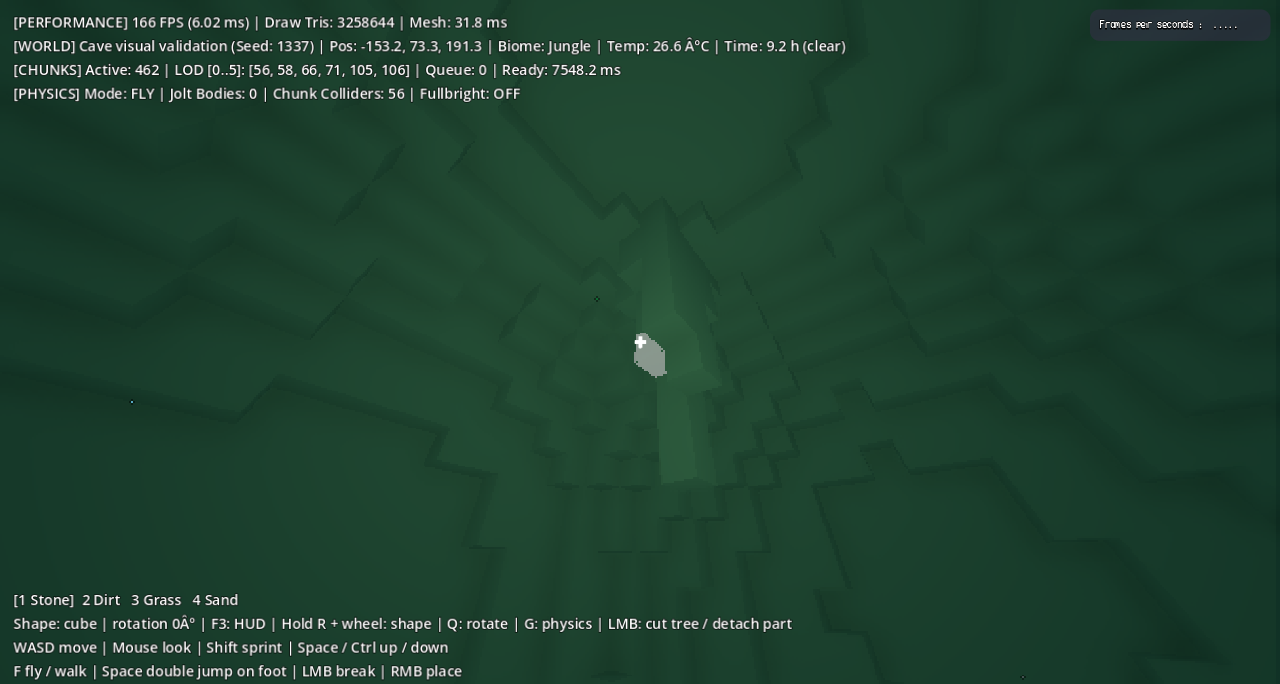 [PERFORMANCE] 166 FPS (6.02 ms) | Draw Tris: 3258644 | Mesh: 31.8 ms
Frames per seconds : .....
[WORLD] Cave visual validation (Seed: 1337) | Pos: -153.2, 73.3, 191.3 | Biome: Jungle | Temp: 26.6 Â°C | Time: 9.2 h (clear)
[CHUNKS] Active: 462 | LOD [0..5]: [56, 58, 66, 71, 105, 106] | Queue: 0 | Ready: 7548.2 ms
[PHYSICS] Mode: FLY | Jolt Bodies: 0 | Chunk Colliders: 56 | Fullbright: OFF
[1 Stone] 2 Dirt 3 Grass 4 Sand
Shape: cube | rotation 0Âº | F3: HUD | Hold R + wheel: shape | Q: rotate | G: physics | LMB: cut tree / detach part
WASD move | Mouse look | Shift sprint | Space / Ctrl up / down
F fly / walk | Space double jump on foot | LMB break | RMB place